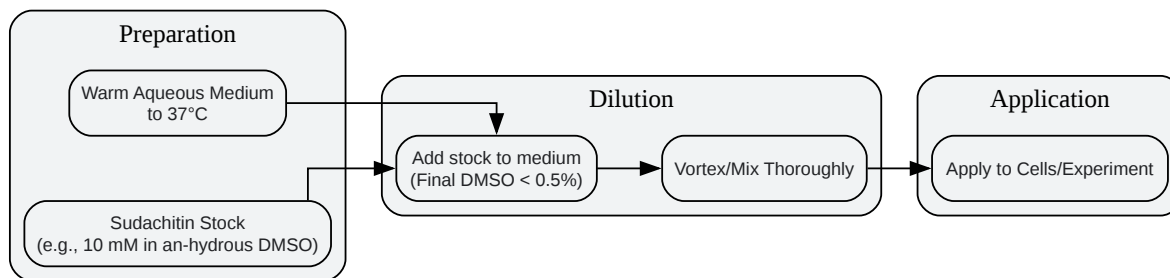 Preparation
Warm Aqueous Medium
to 37°C
Sudachitin Stock
(e.g., 10 mM in an-hydrous DMSO)
Dilution
Add stock to medium
(Final DMSO < 0.5%)
Vortex/Mix Thoroughly
Application
Apply to Cells/Experiment